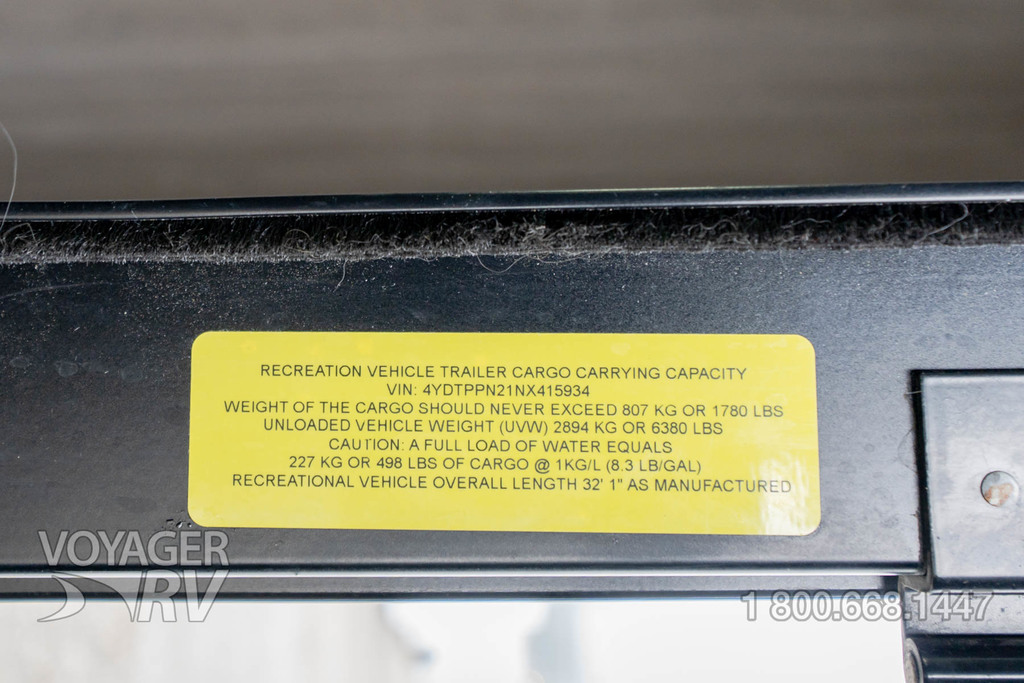 RECREATION VEHICLE TRAILER CARGO CARRYING CAPACITY
VIN: 4YDTPPN21NX415934
WEIGHT OF THE CARGO SHOULD NEVER EXCEED 807 KG OR 1780 LBS
UNLOADED VEHICLE WEIGHT (UVW) 2894 KG OR 6380 LBS
CAUTION: A FULL LOAD OF WATER EQUALS
227 KG OR 498 LBS OF CARGO @ 1KG/L (8.3 LB/GAL)
RECREATIONAL VEHICLE OVERALL LENGTH 32' 1" AS MANUFACTURED
VOYAGER
RV
1 800.668.1447